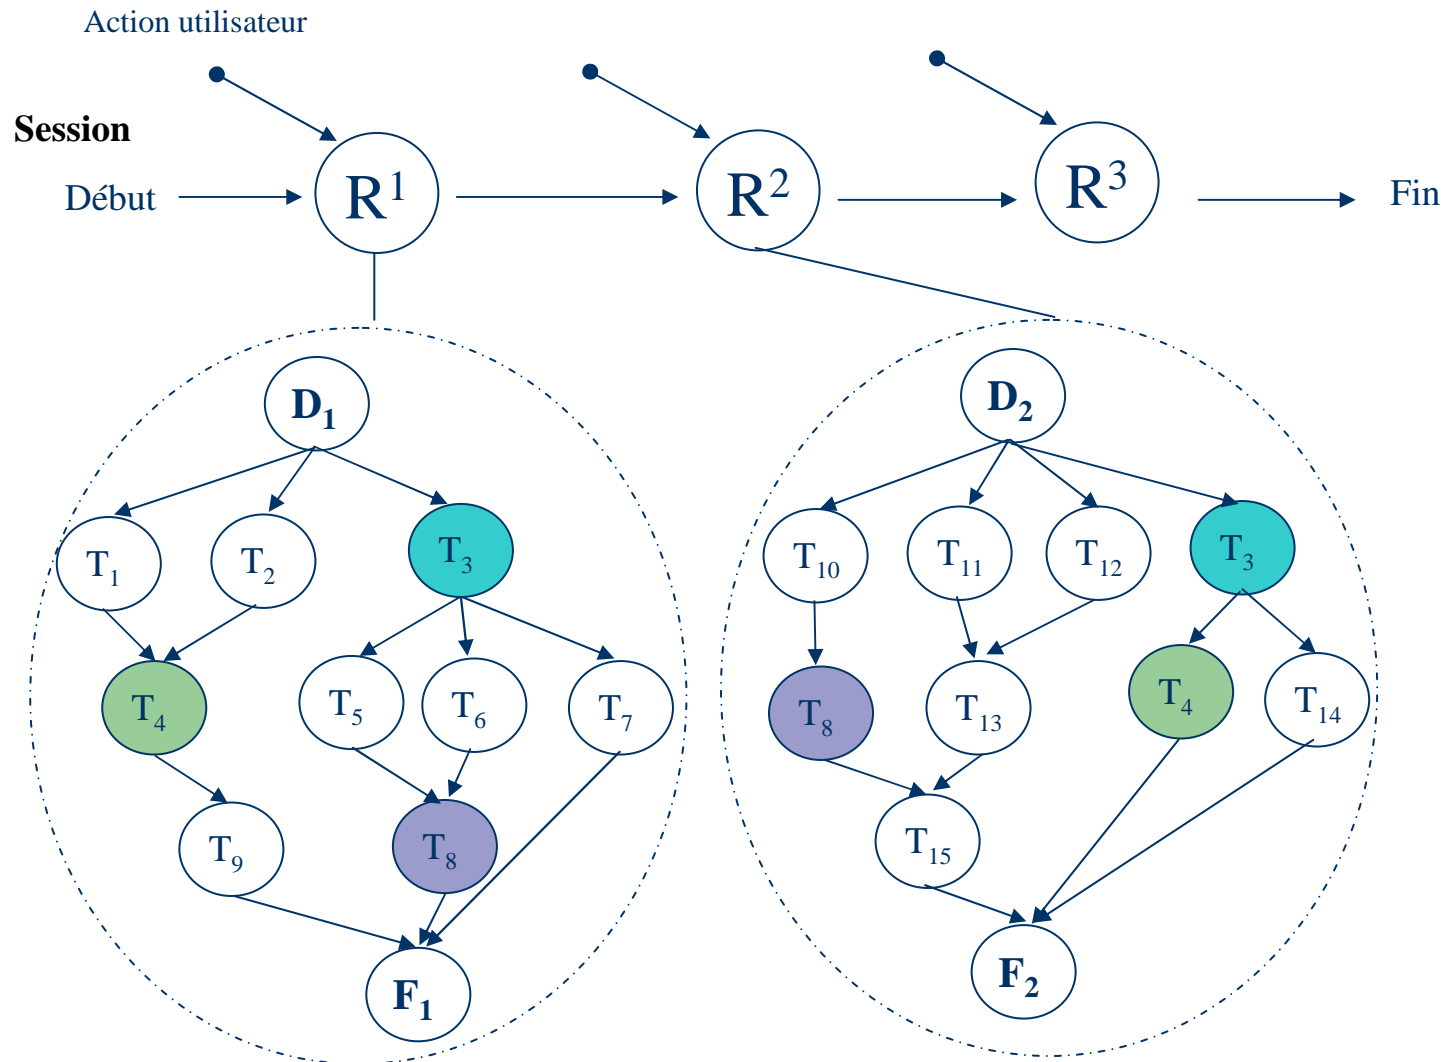 Action utilisateur
Session
Début
R¹
R²
R³
Fin
D₁
T₁
T₂
T₃
T₄
T₅
T₆
T₇
T₈
T₉
F₁
D₂
T₁₀
T₁₁
T₁₂
T₃
T₈
T₁₃
T₄
T₁₄
T₁₅
F₂